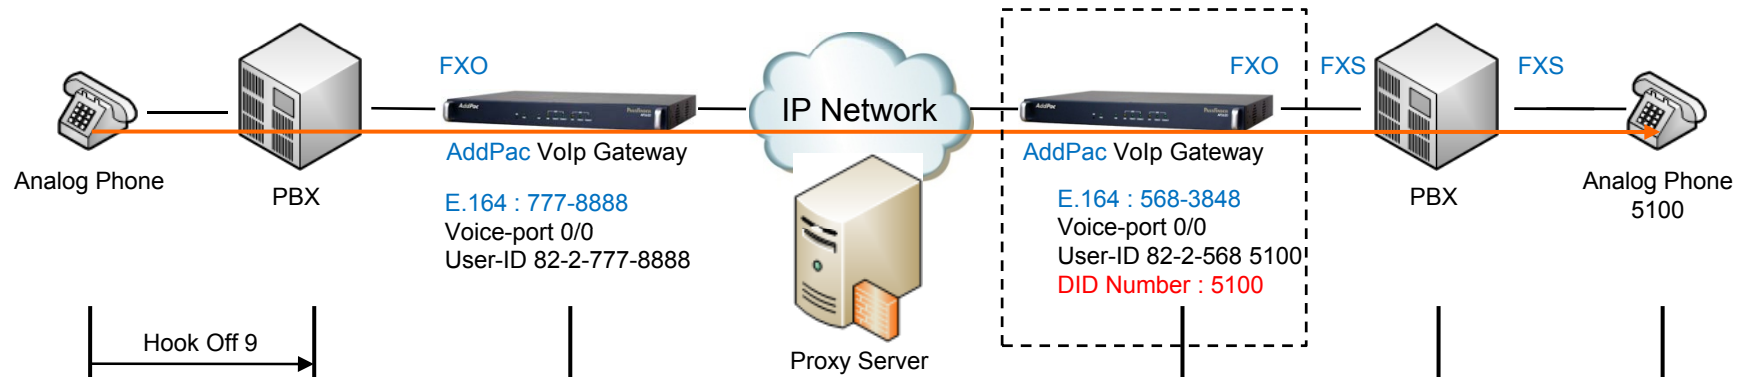 FXO
FXO
FXS
FXS
IP Network
AddPac
AddPac
AddPac VoIp Gateway
AddPac VoIp Gateway
Analog Phone
PBX
E.164 : 777-8888
Voice-port 0/0
User-ID 82-2-777-8888
E.164 : 568-3848
Voice-port 0/0
User-ID 82-2-568 5100
DID Number : 5100
PBX
Analog Phone
5100
Hook Off 9
Proxy Server